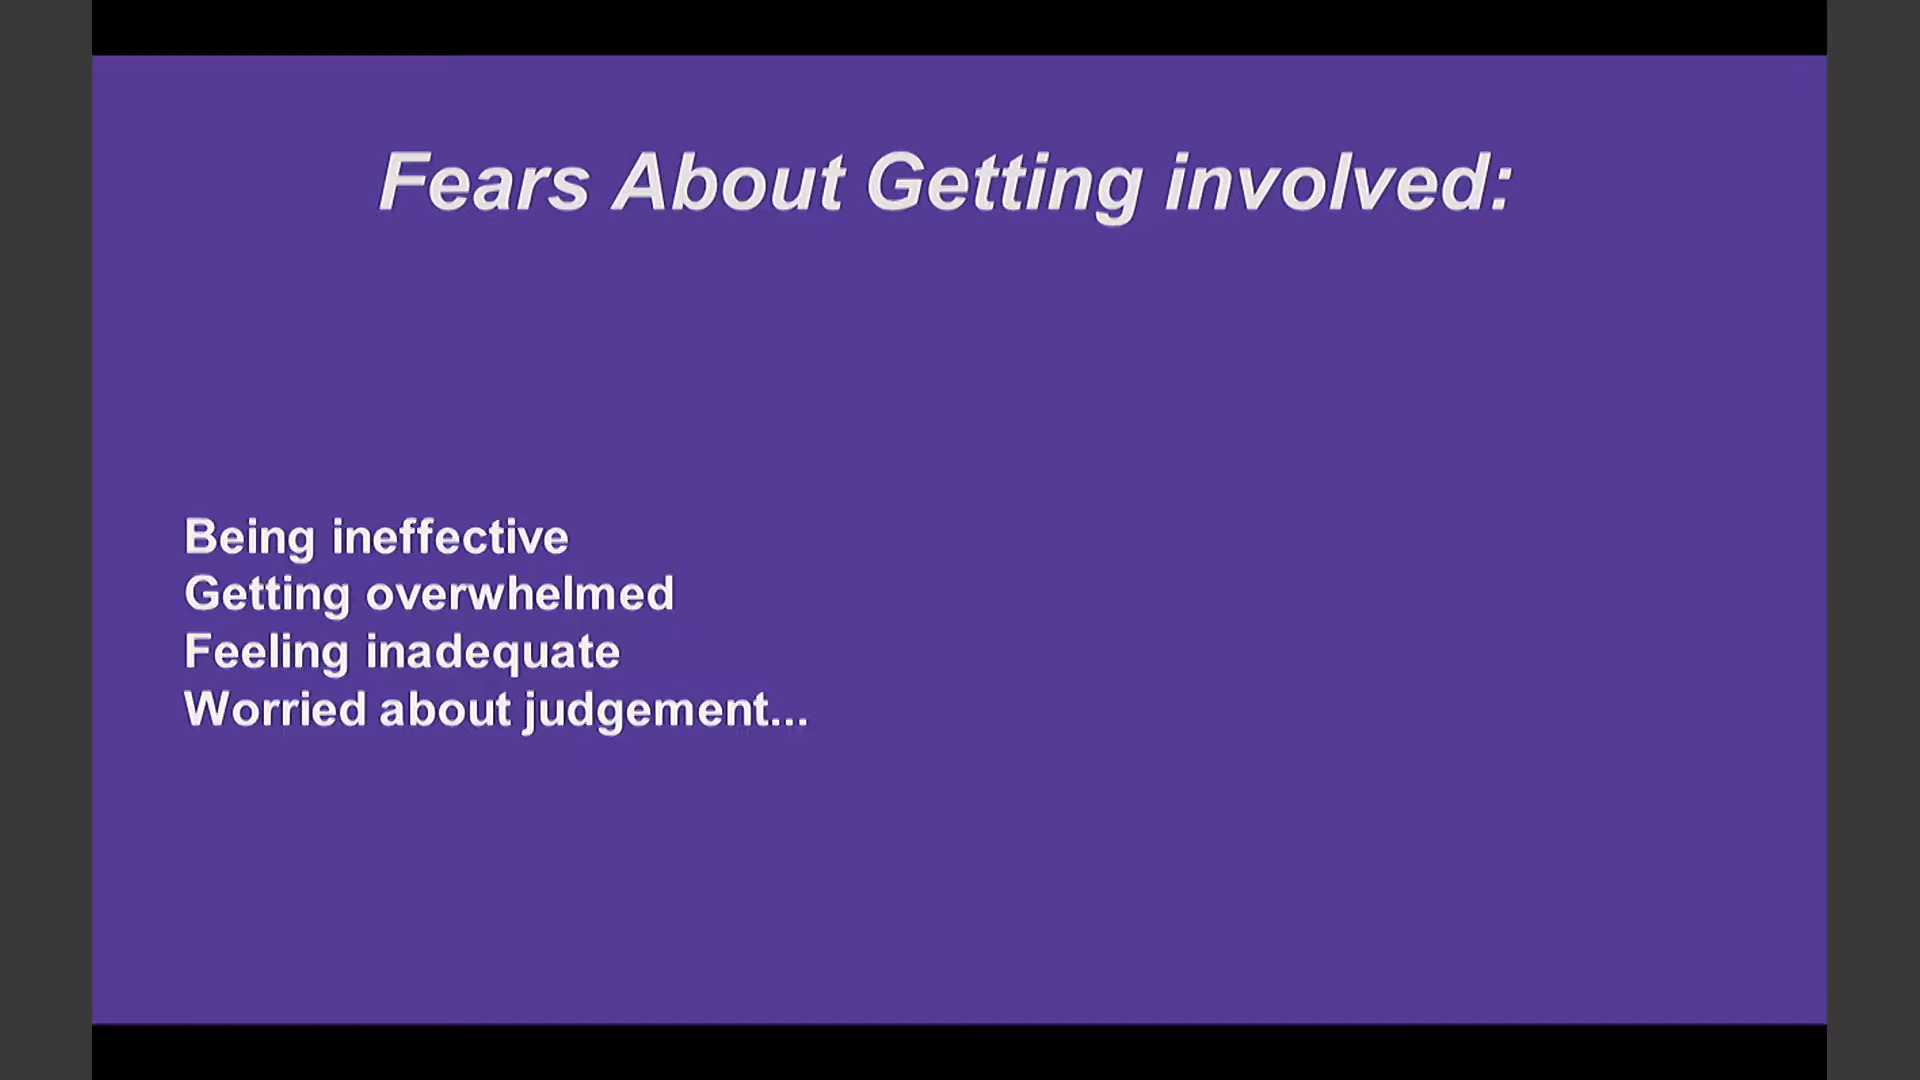 Fears About Getting involved:
Being ineffective
Getting overwhelmed
Feeling inadequate
Worried about judgement...